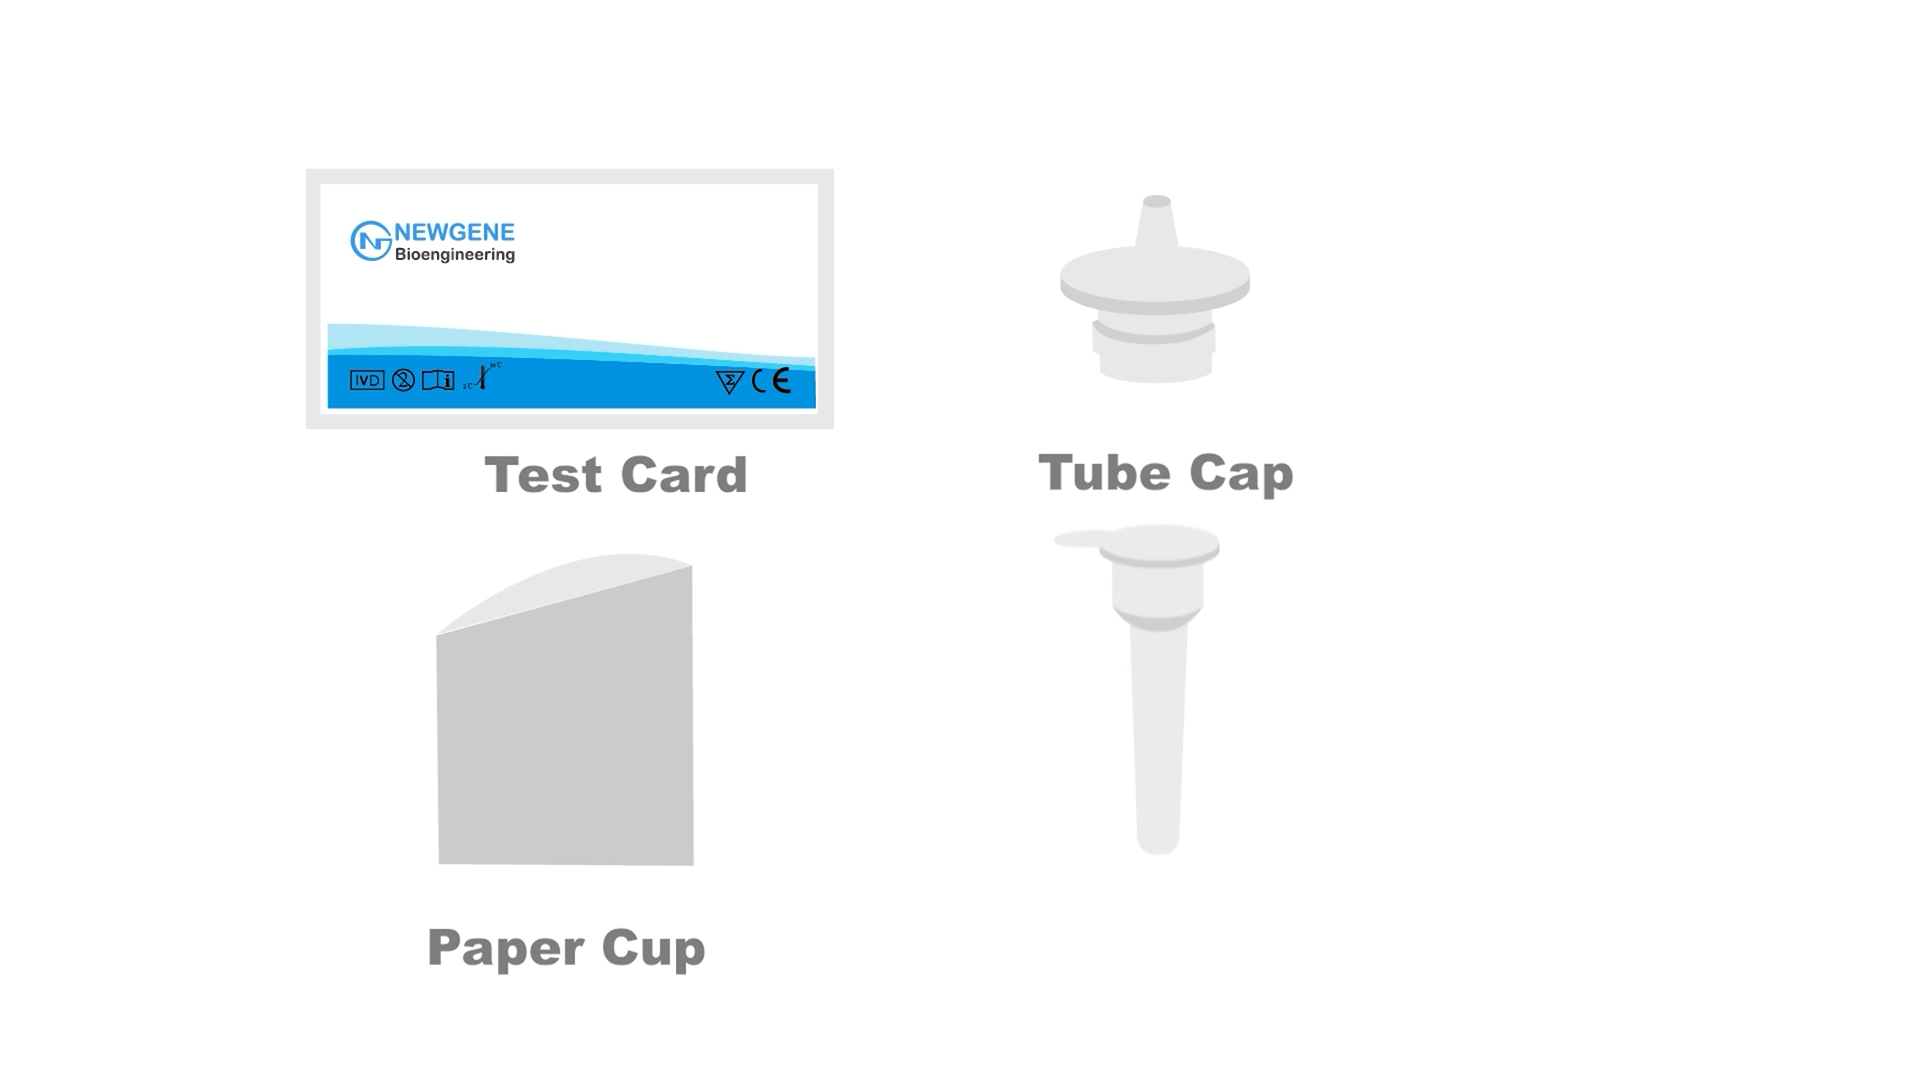 NEWGENE
Bioengineering
IVD
CE
Test Card
Tube Cap
Paper Cup